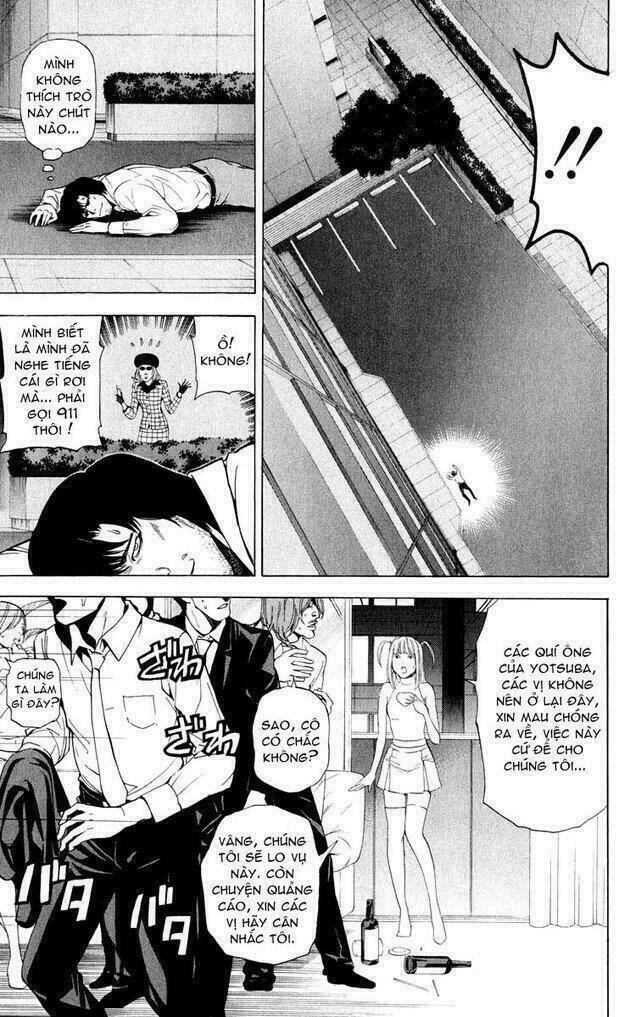 !!
MÌNH
KHÔNG
THÍCH TRÒ
NÀY CHÚT
NÀO...
Ồ!
KHÔNG!
MÌNH BIẾT
LÀ MÌNH ĐÃ
NGHE TIẾNG
CÁI GÌ RƠI
MÀ... PHẢI
GỌI 911
THÔI!
CÁC QUÍ ÔNG
CỦA YOTSUBA,
CÁC VỊ KHÔNG
NÊN Ở LẠI ĐÂY,
XIN MAU CHÓNG
RA VỀ, VIỆC NÀY
CỨ ĐỂ CHO
CHÚNG TÔI...
SAO, CÔ
CÓ CHẮC
KHÔNG?
VÂNG, CHÚNG
TÔI SẼ LO VỤ
NÀY. CÒN
CHUYỆN QUẢNG
CÁO, XIN CÁC
VỊ HÃY CÂN
NHẮC TÔI.
ざわ
ざわ
CHÚNG
TA LÀM
GÌ ĐÂY?
バタ
バタ